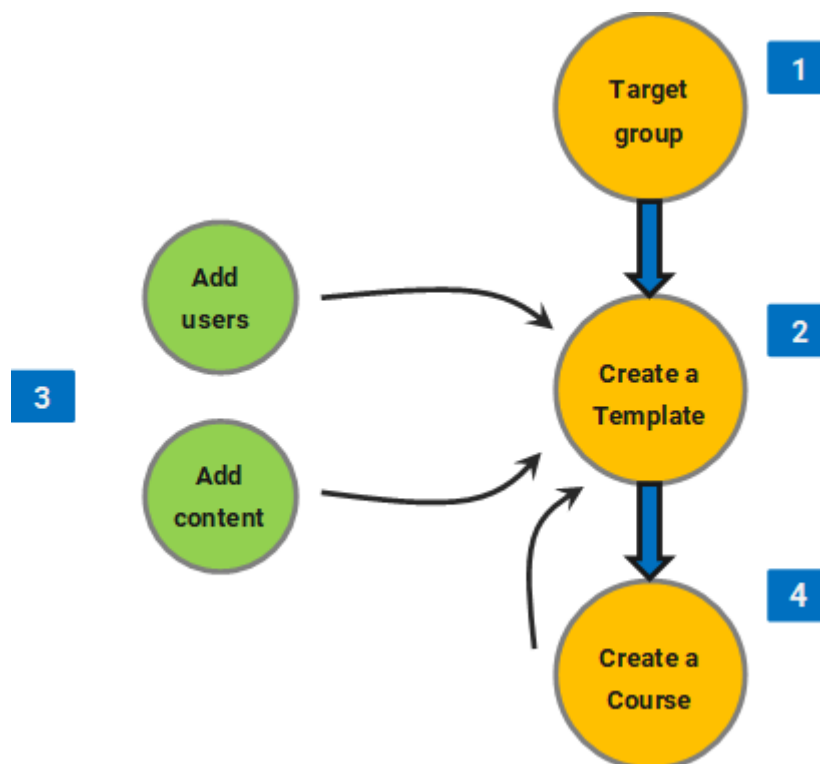 1
Target
group
Add
users
2
Create a
Template
3
Add
content
4
Create a
Course